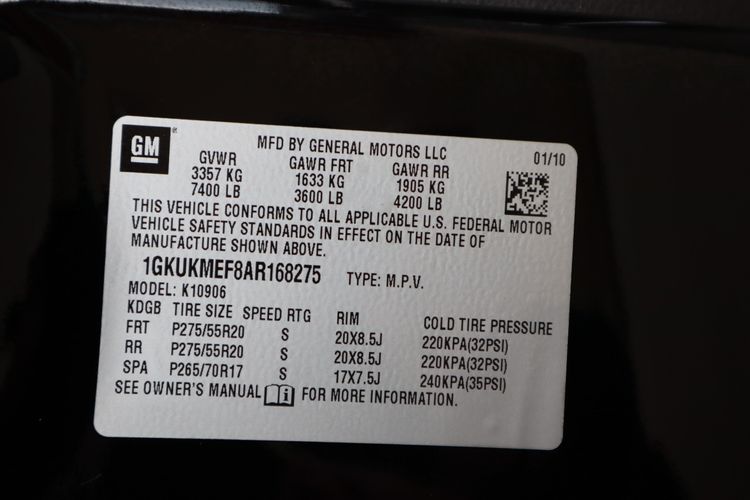 GM
MFD BY GENERAL MOTORS LLC 01/10
GVWR GAWR FRT GAWR RR
3357 KG 1633 KG 1905 KG
7400 LB 3600 LB 4200 LB
THIS VEHICLE CONFORMS TO ALL APPLICABLE U.S. FEDERAL MOTOR
VEHICLE SAFETY STANDARDS IN EFFECT ON THE DATE OF
MANUFACTURE SHOWN ABOVE.
1GKUKMEF8AR168275 TYPE: M.P.V.
MODEL: K10906
KDGB TIRE SIZE SPEED RTG RIM COLD TIRE PRESSURE
FRT P275/55R20 S 20X8.5J 220KPA(32PSI)
RR P275/55R20 S 20X8.5J 220KPA(32PSI)
SPA P265/70R17 S 17X7.5J 240KPA(35PSI)
SEE OWNER'S MANUAL i FOR MORE INFORMATION.